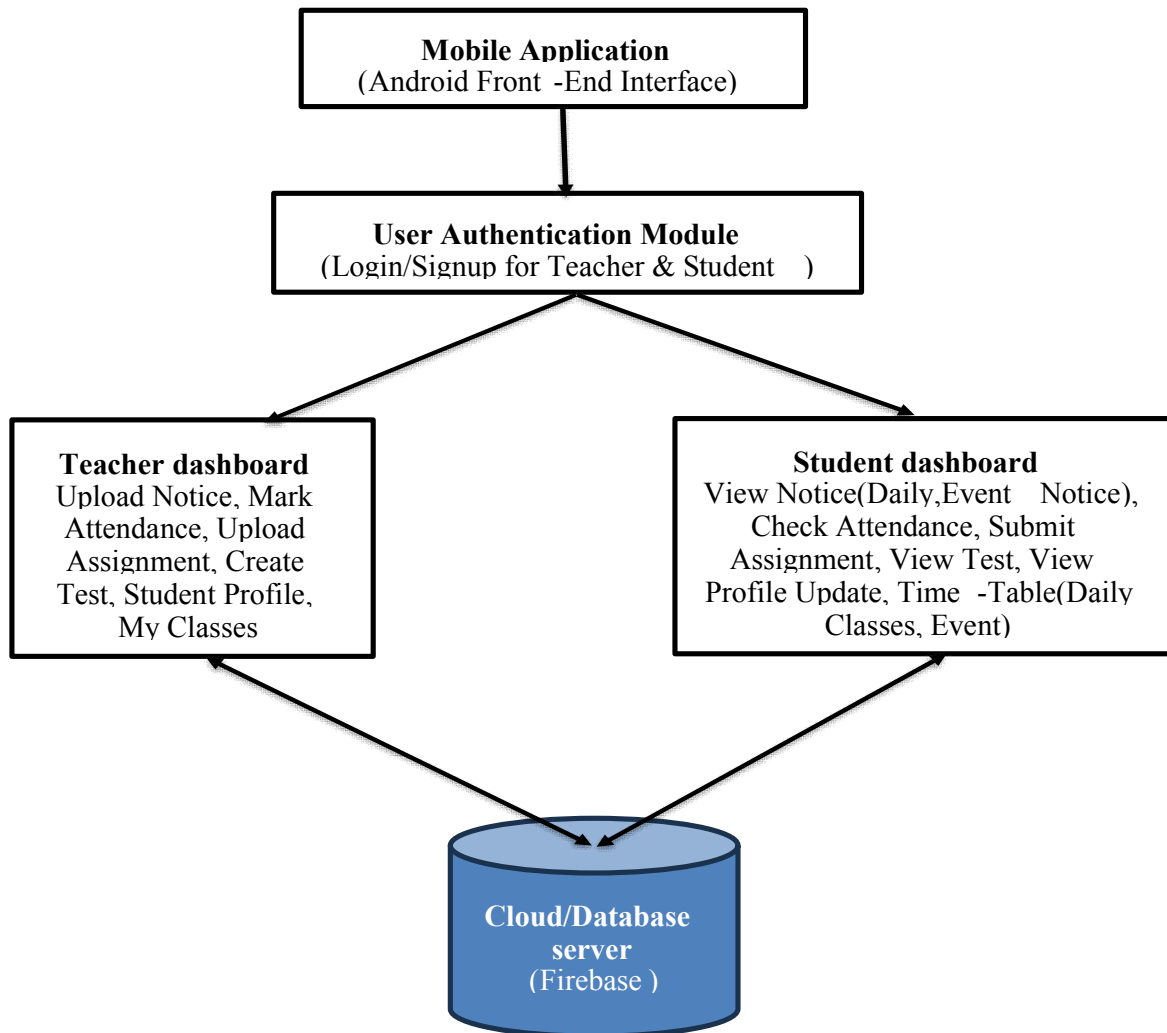 Mobile Application
(Android Front -End Interface)
User Authentication Module
(Login/Signup for Teacher & Student )
Teacher dashboard
Upload Notice, Mark
Attendance, Upload
Assignment, Create
Test, Student Profile,
My Classes
Student dashboard
View Notice(Daily,Event Notice),
Check Attendance, Submit
Assignment, View Test, View
Profile Update, Time -Table(Daily
Classes, Event)
Cloud/Database
server
(Firebase )